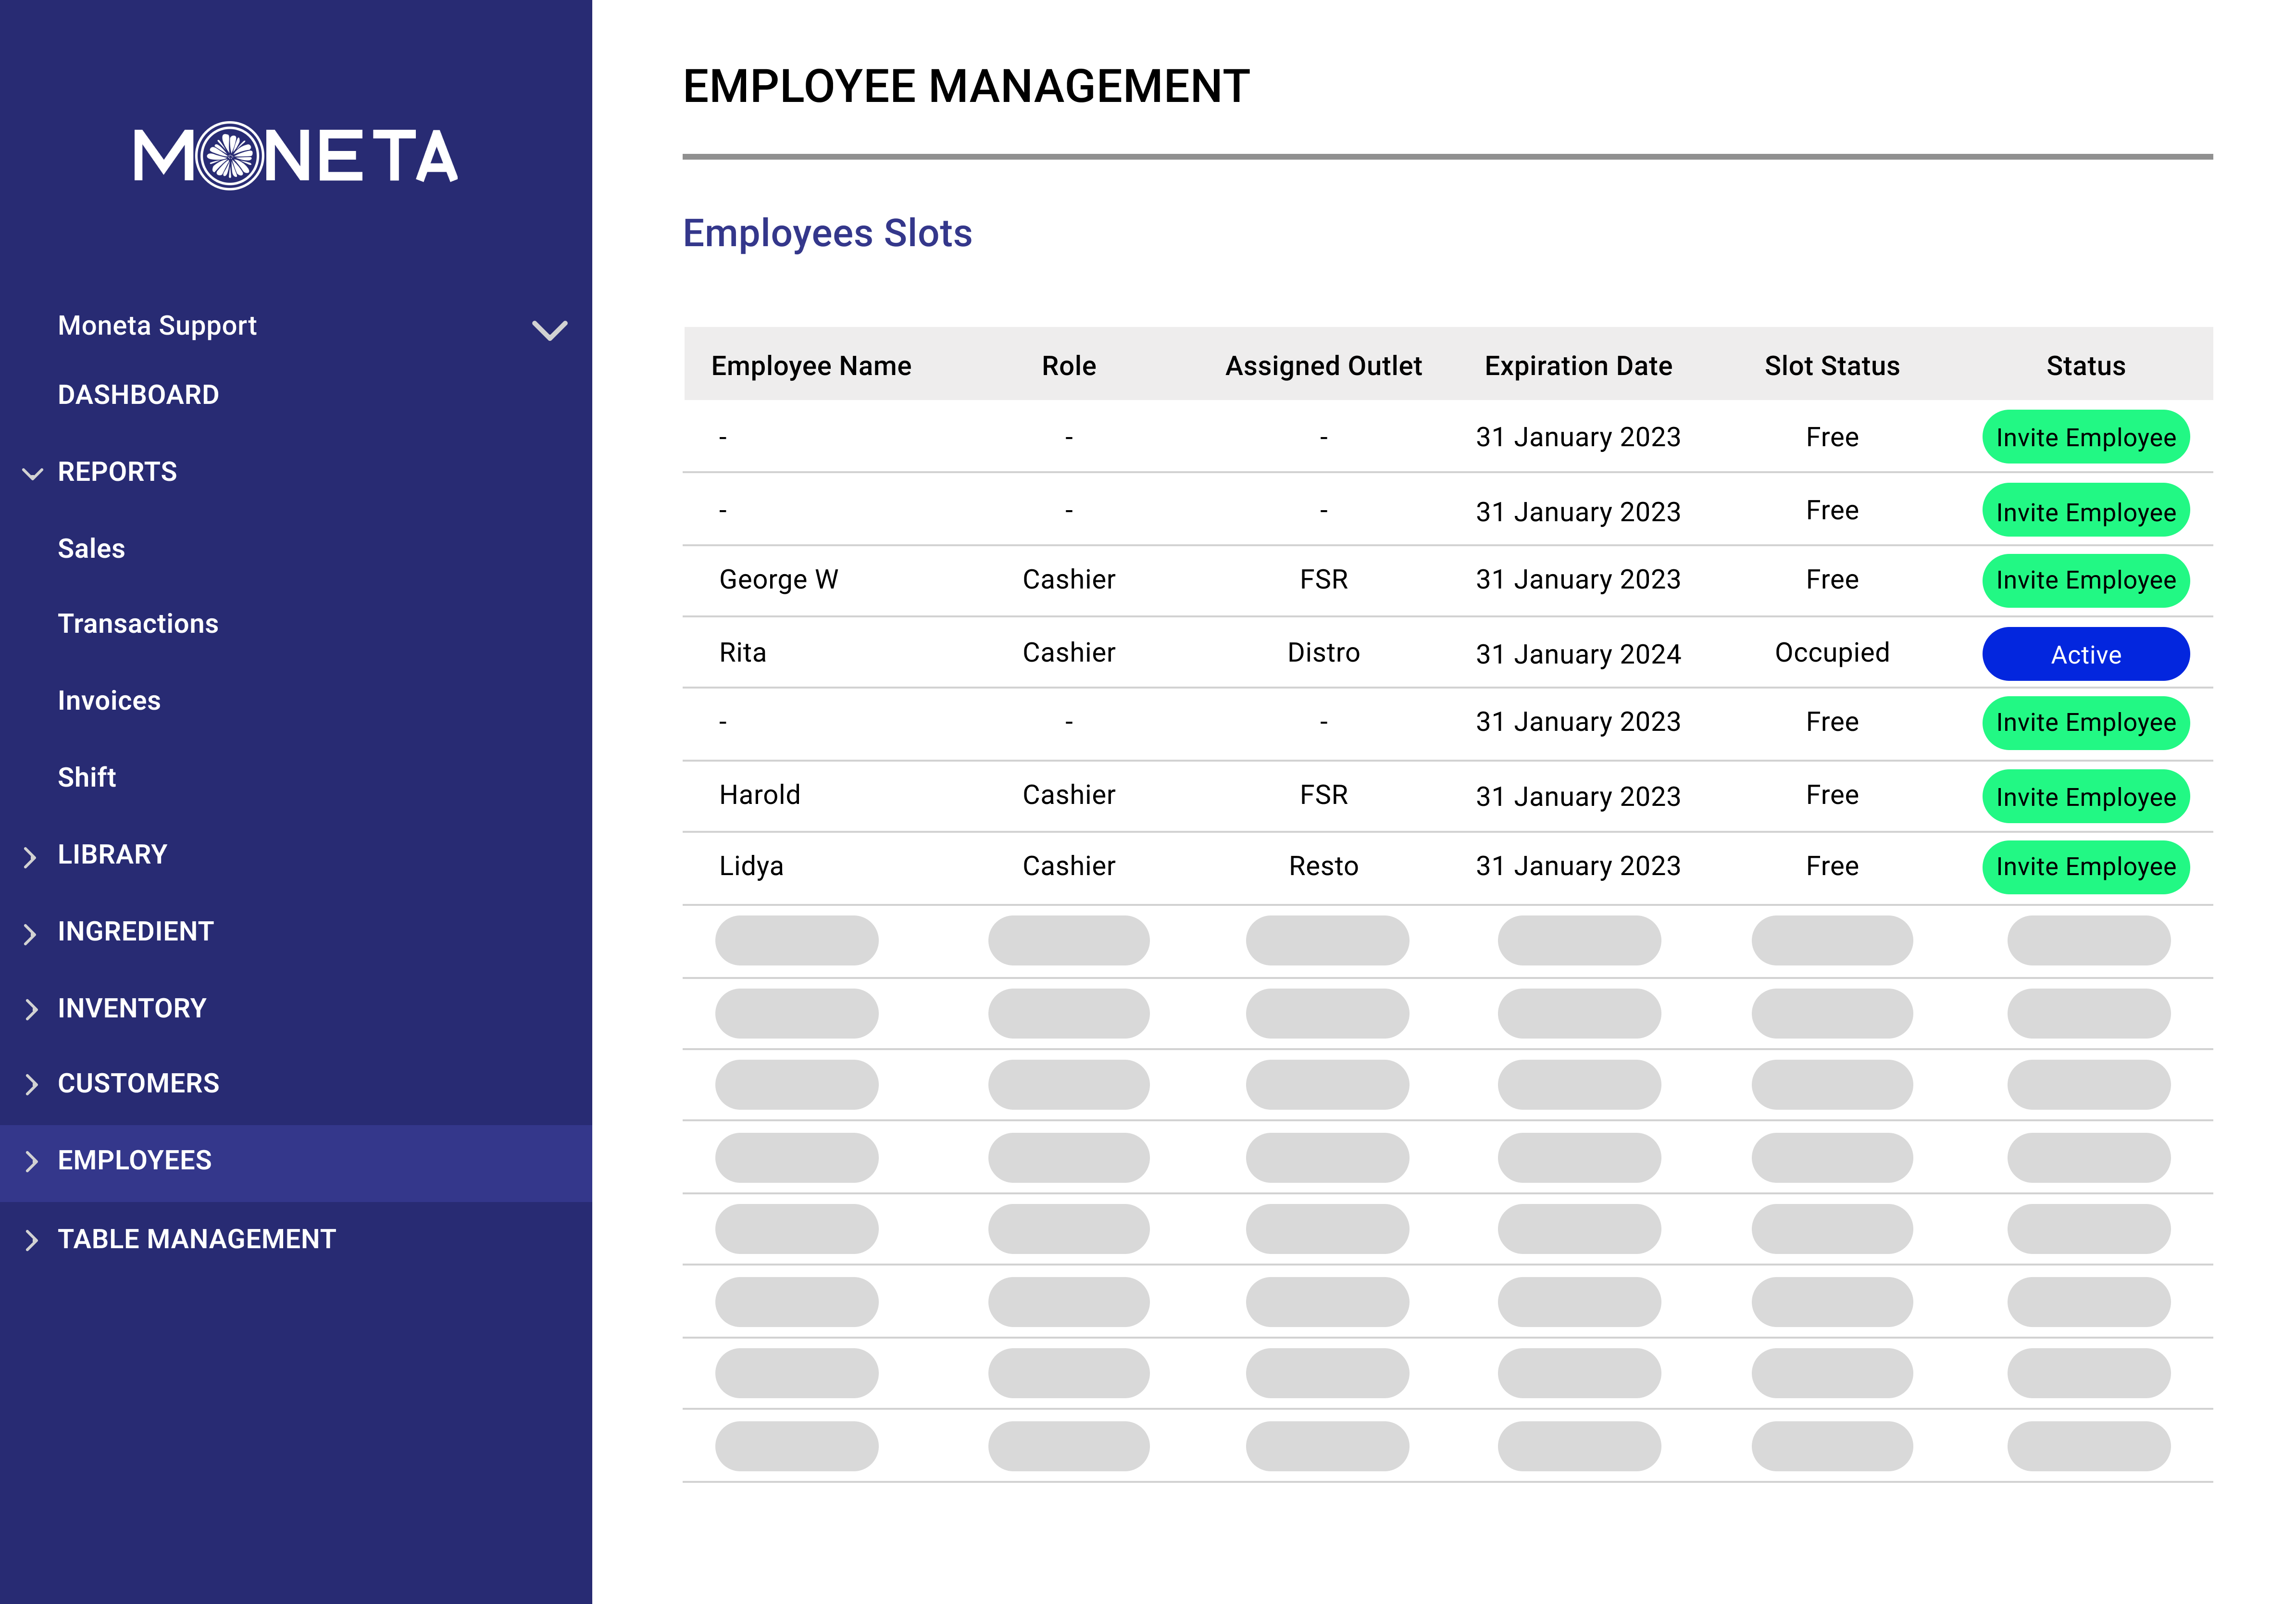 MONETA
Moneta Support
DASHBOARD
REPORTS
Sales
Transactions
Invoices
Shift
LIBRARY
INGREDIENT
INVENTORY
CUSTOMERS
EMPLOYEES
TABLE MANAGEMENT
EMPLOYEE MANAGEMENT
Employees Slots
Employee Name Role Assigned Outlet Expiration Date Slot Status Status
- - - 31 January 2023 Free Invite Employee
- - - 31 January 2023 Free Invite Employee
George W Cashier FSR 31 January 2023 Free Invite Employee
Rita Cashier Distro 31 January 2024 Occupied Active
- - - 31 January 2023 Free Invite Employee
Harold Cashier FSR 31 January 2023 Free Invite Employee
Lidya Cashier Resto 31 January 2023 Free Invite Employee